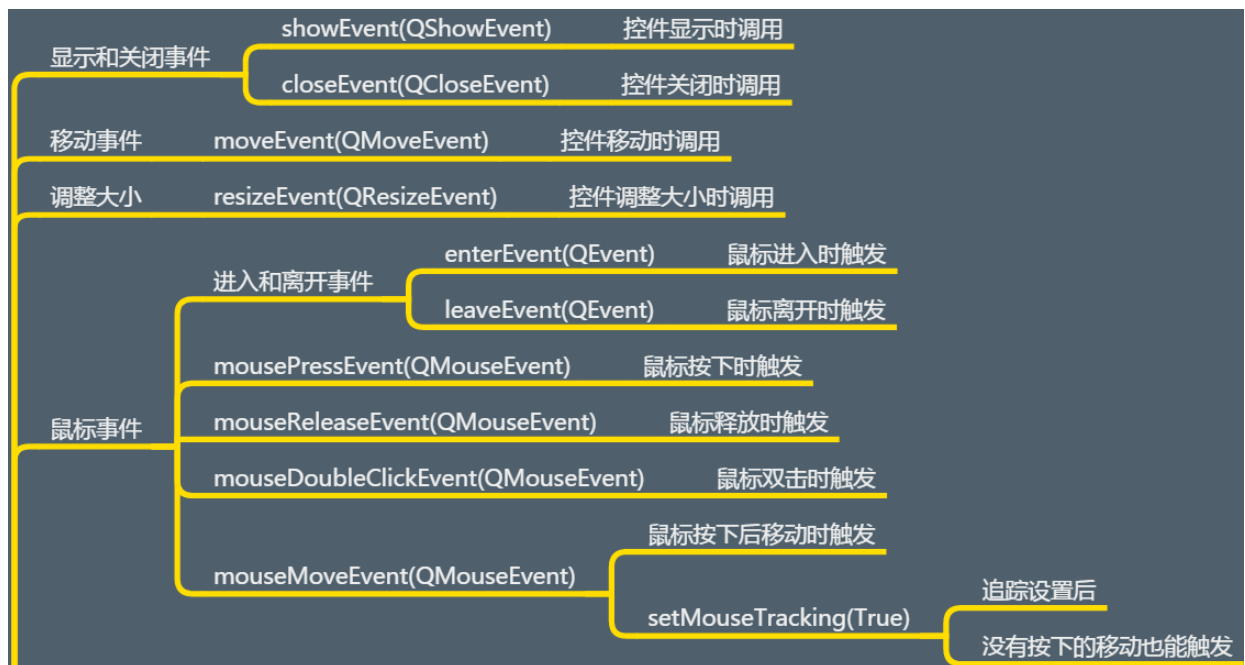 显示和关闭事件
showEvent(QShowEvent) 控件显示时调用
closeEvent(QCloseEvent) 控件关闭时调用
移动事件 moveEvent(QMoveEvent) 控件移动时调用
调整大小 resizeEvent(QResizeEvent) 控件调整大小时调用
鼠标事件
进入和离开事件
enterEvent(QEvent) 鼠标进入时触发
leaveEvent(QEvent) 鼠标离开时触发
mousePressEvent(QMouseEvent) 鼠标按下时触发
mouseReleaseEvent(QMouseEvent) 鼠标释放时触发
mouseDoubleClickEvent(QMouseEvent) 鼠标双击时触发
mouseMoveEvent(QMouseEvent)
鼠标按下后移动时触发
setMouseTracking(True)
追踪设置后
没有按下的移动也能触发